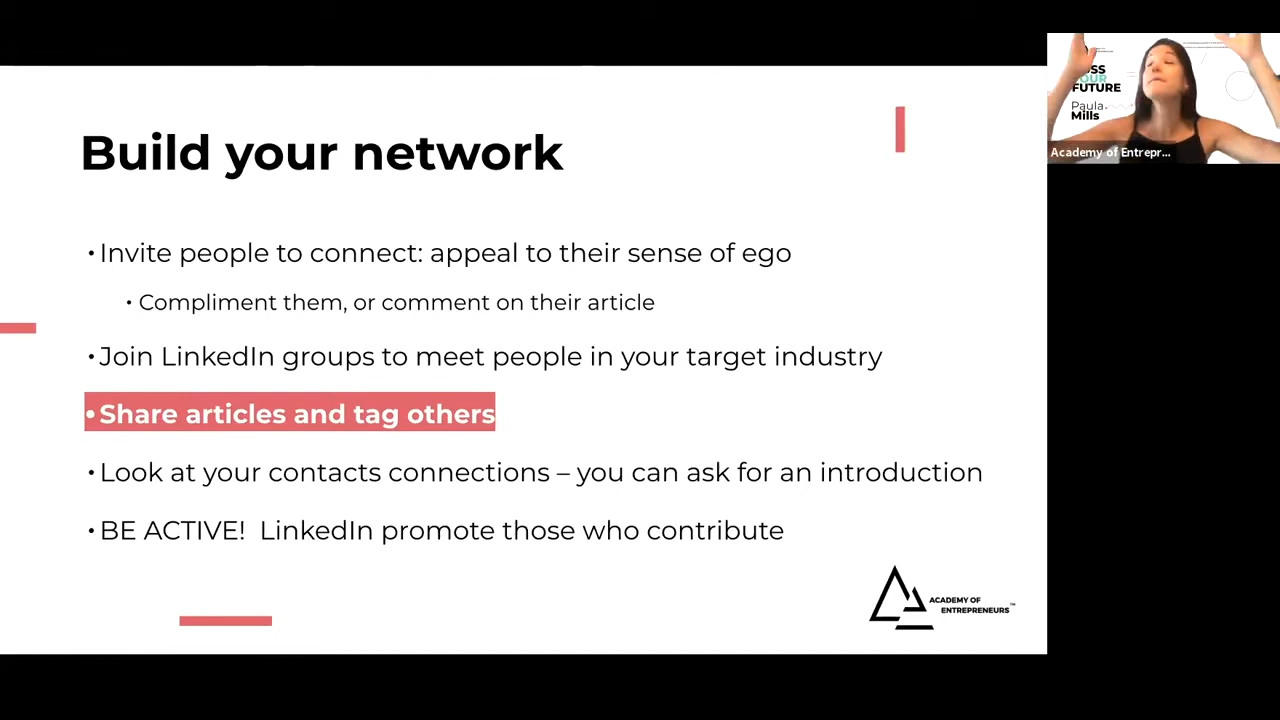 Build your network
•Invite people to connect: appeal to their sense of ego
•Compliment them, or comment on their article
•Join LinkedIn groups to meet people in your target industry
•Share articles and tag others
•Look at your contacts connections – you can ask for an introduction
•BE ACTIVE!  LinkedIn promote those who contribute
ACADEMY OF
ENTREPRENEURS™
FUTURE
Paula
Mills
Academy of Entrepr...